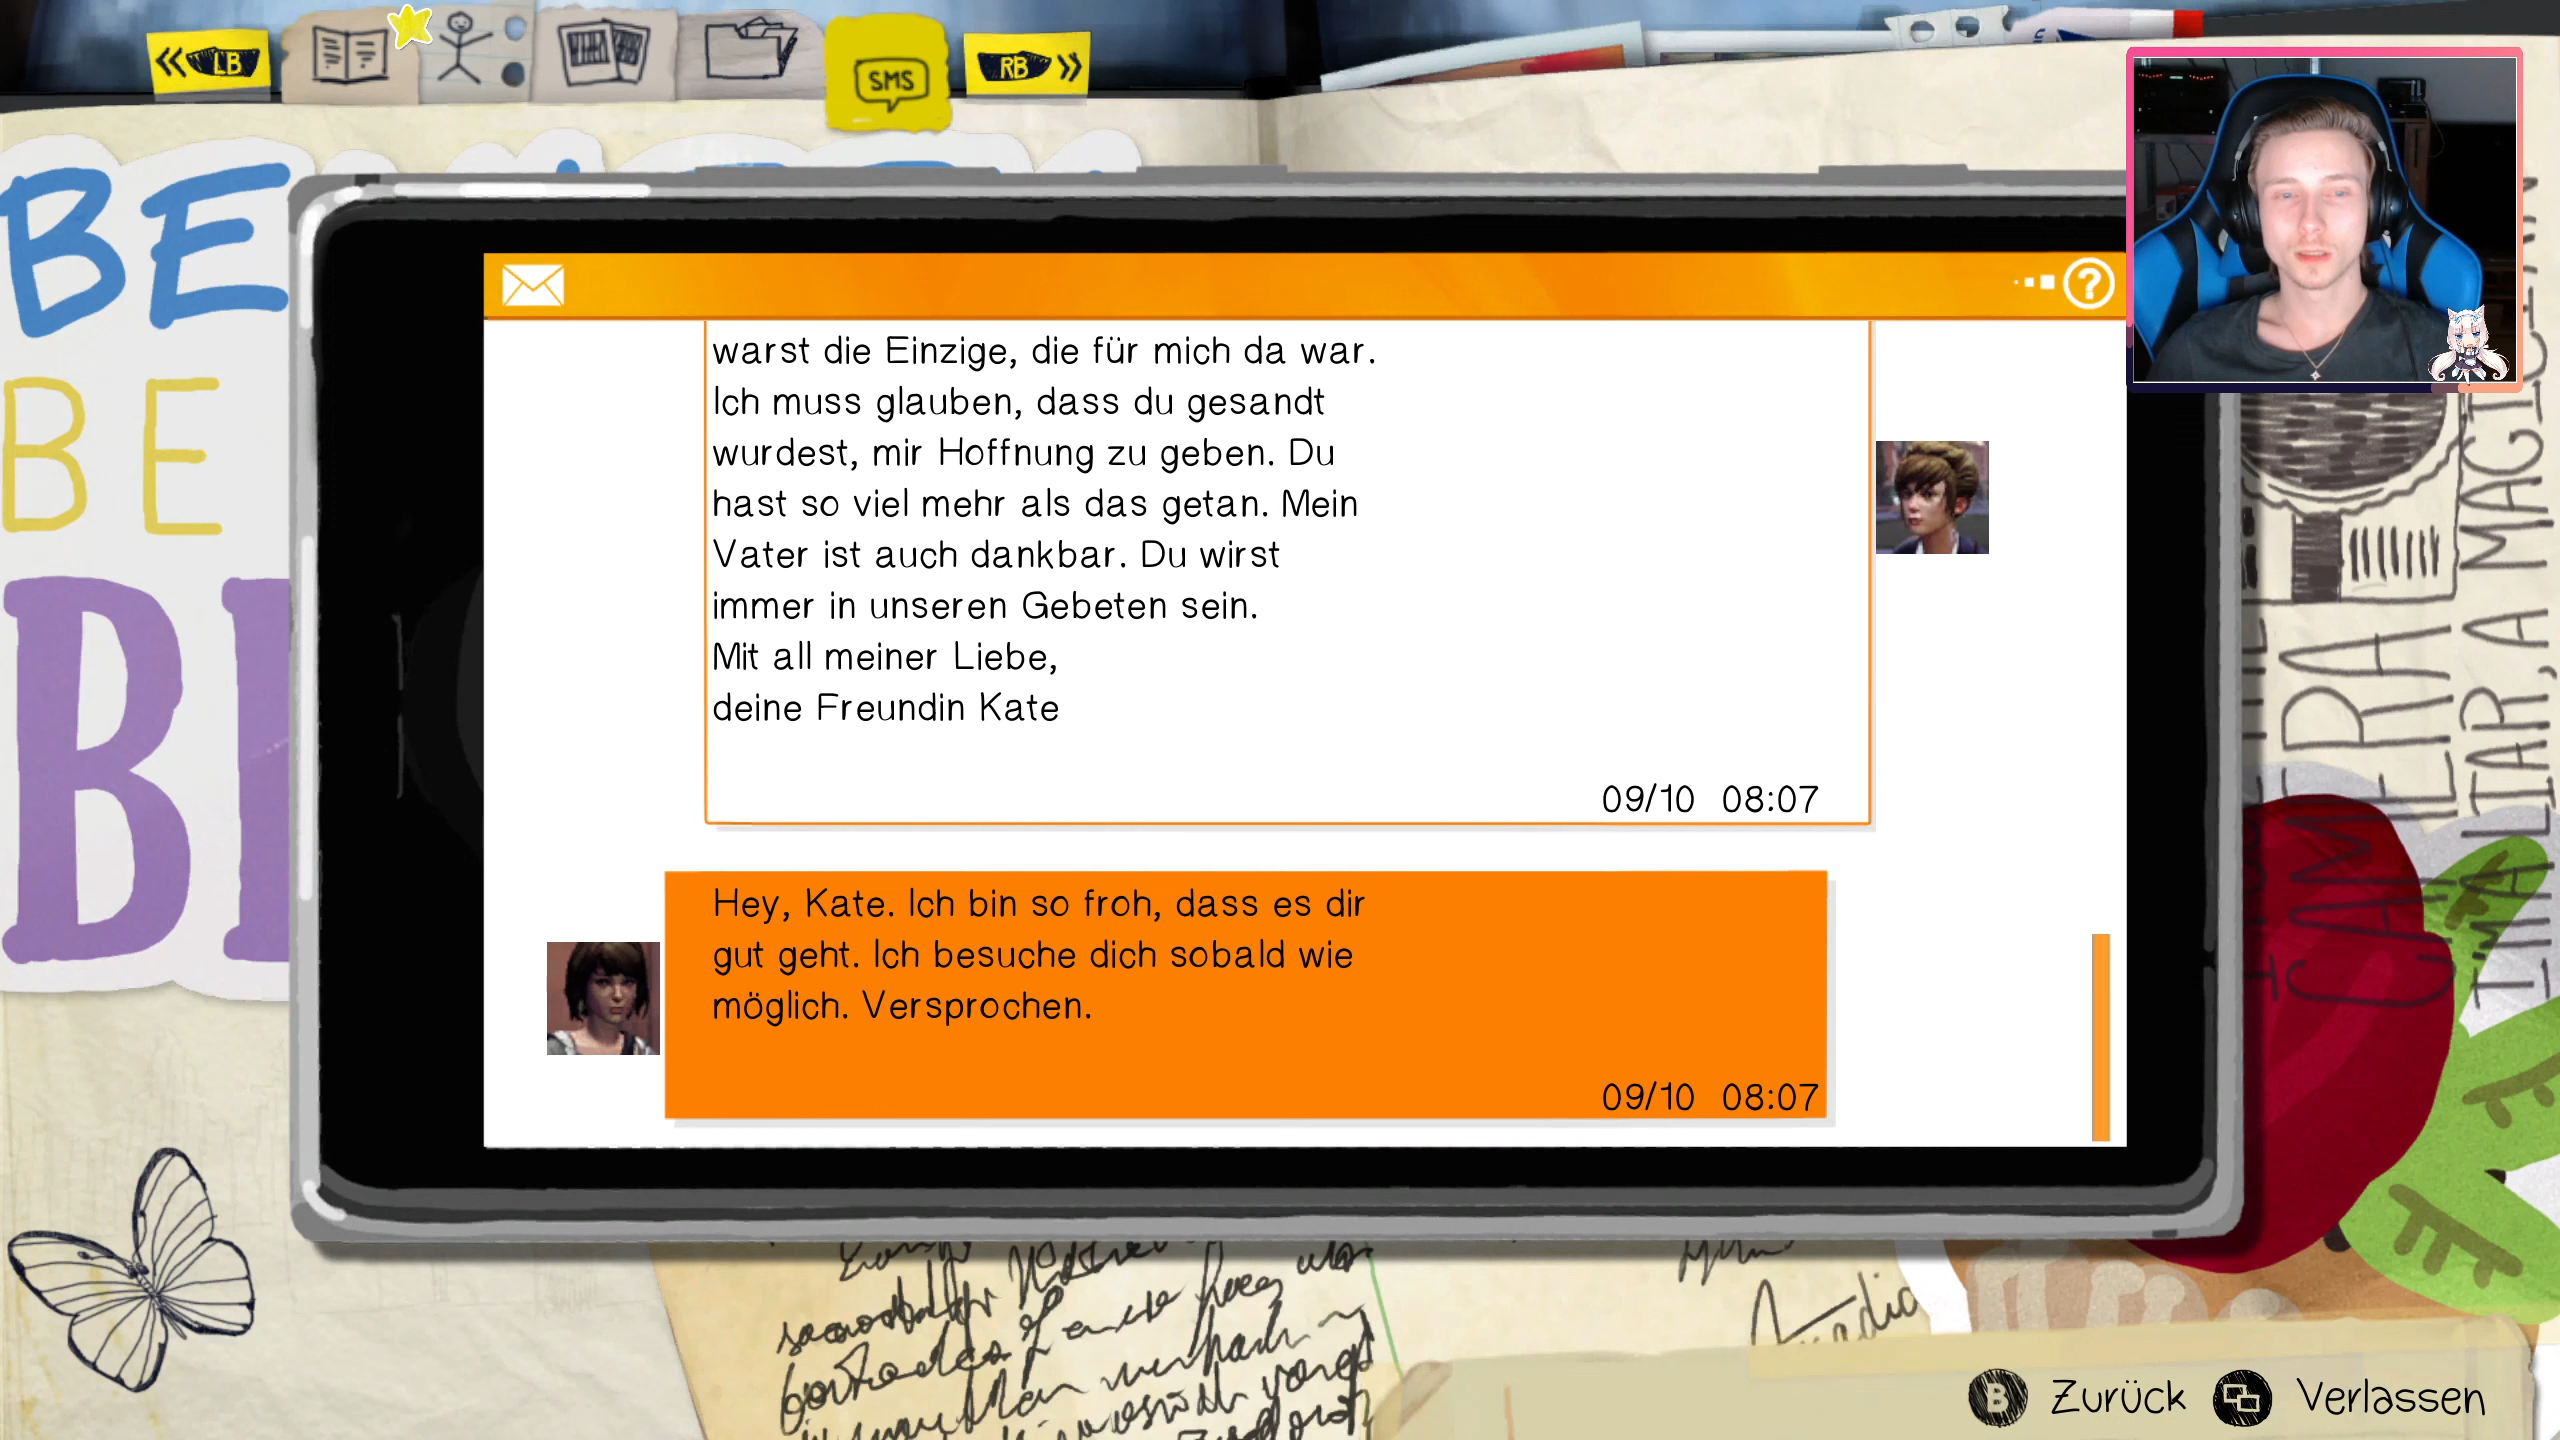 LB
SMS
RB
BE
BE
warst die Einzige, die für mich da war.
Ich muss glauben, dass du gesandt
wurdest, mir Hoffnung zu geben. Du
hast so viel mehr als das getan. Mein
Vater ist auch dankbar. Du wirst
immer in unseren Gebeten sein.
Mit all meiner Liebe,
deine Freundin Kate
09/10 08:07
Hey, Kate. Ich bin so froh, dass es dir
gut geht. Ich besuche dich sobald wie
möglich. Versprochen.
09/10 08:07
B Zurück
Verlassen